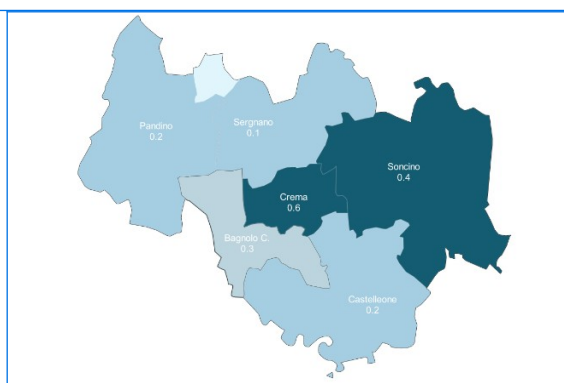 Pandino
0.2
Sergnano
0.1
Soncino
0.4
Crema
0.6
Bagnolo C.
0.3
Castelleone
0.2